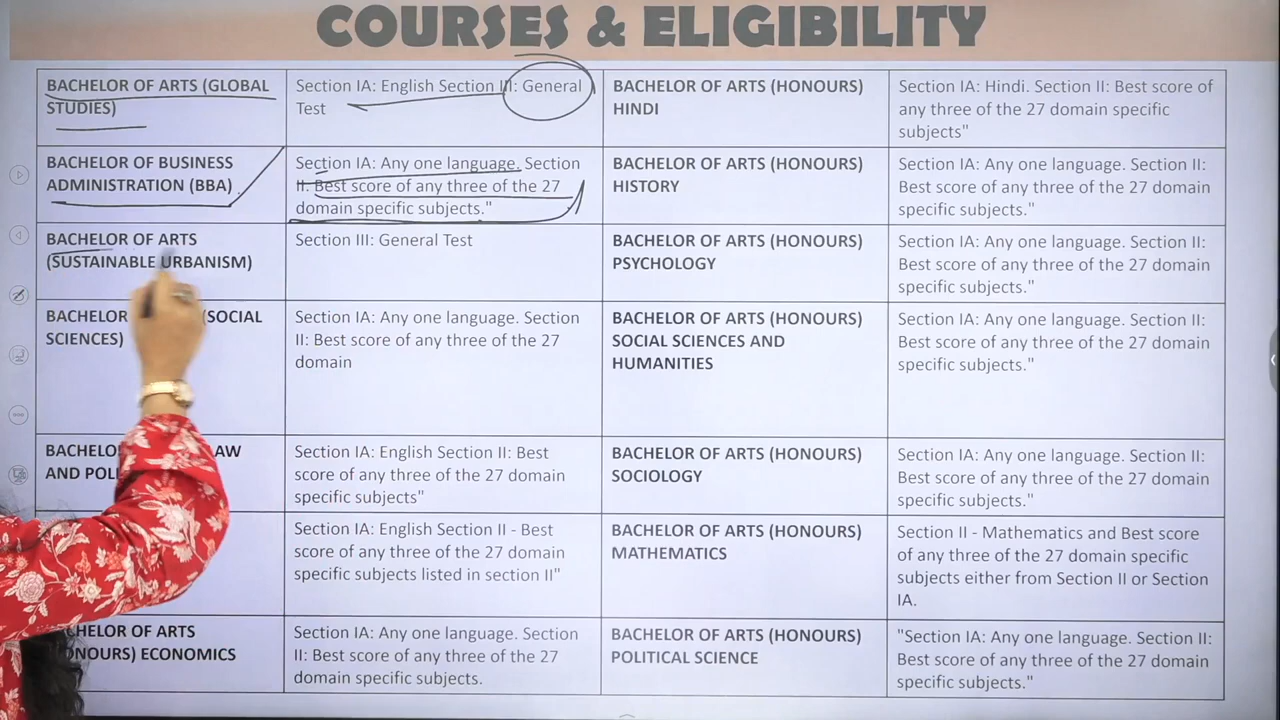 COURSES & ELIGIBILITY
BACHELOR OF ARTS (GLOBAL
STUDIES)
Section IA: English Section III: General
Test
BACHELOR OF ARTS (HONOURS)
HINDI
Section IA: Hindi. Section II: Best score of
any three of the 27 domain specific
subjects"
BACHELOR OF BUSINESS
ADMINISTRATION (BBA)
Section IA: Any one language. Section
II: Best score of any three of the 27
domain specific subjects."
BACHELOR OF ARTS (HONOURS)
HISTORY
Section IA: Any one language. Section II:
Best score of any three of the 27 domain
specific subjects."
BACHELOR OF ARTS
(SUSTAINABLE URBANISM)
Section III: General Test
BACHELOR OF ARTS (HONOURS)
PSYCHOLOGY
Section IA: Any one language. Section II:
Best score of any three of the 27 domain
specific subjects."
BACHELOR (SOCIAL
SCIENCES)
Section IA: Any one language. Section
II: Best score of any three of the 27
domain
BACHELOR OF ARTS (HONOURS)
SOCIAL SCIENCES AND
HUMANITIES
Section IA: Any one language. Section II:
Best score of any three of the 27 domain
specific subjects."
AND
Section IA: English Section II: Best
score of any three of the 27 domain
specific subjects"
BACHELOR OF ARTS (HONOURS)
SOCIOLOGY
Section IA: Any one language. Section II:
Best score of any three of the 27 domain
specific subjects."
Section IA: English Section II - Best
score of any three of the 27 domain
specific subjects listed in section II"
BACHELOR OF ARTS (HONOURS)
MATHEMATICS
Section II - Mathematics and Best score
of any three of the 27 domain specific
subjects either from Section II or Section
IA.
OF ARTS
ECONOMICS
Section IA: Any one language. Section
II: Best score of any three of the 27
domain specific subjects.
BACHELOR OF ARTS (HONOURS)
POLITICAL SCIENCE
"Section IA: Any one language. Section II:
Best score of any three of the 27 domain
specific subjects."